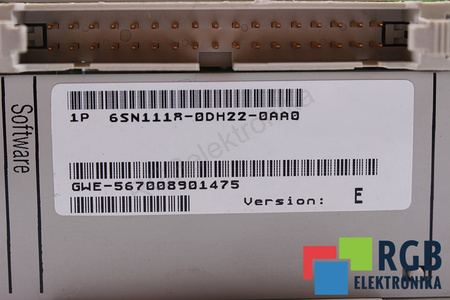 1P 6SN1118-0DH22-0AA0
GWE-567008901475
Version: E
Software
RGB
ELEKTRONIKA